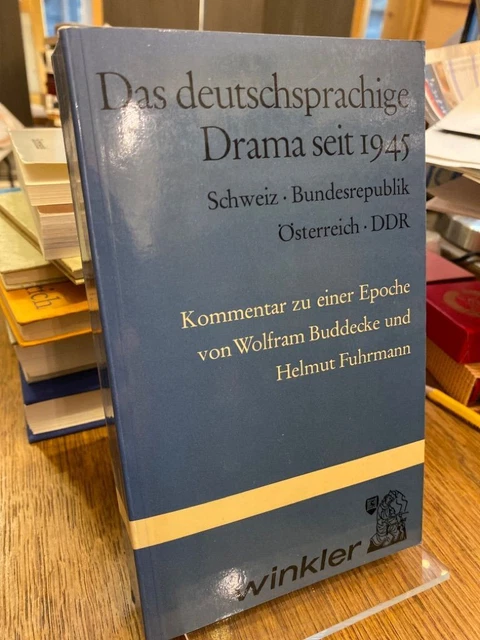 Das deutschsprachige
Drama seit 1945
Schweiz · Bundesrepublik
Österreich · DDR
Kommentar zu einer Epoche
von Wolfram Buddecke und
Helmut Fuhrmann
winkler